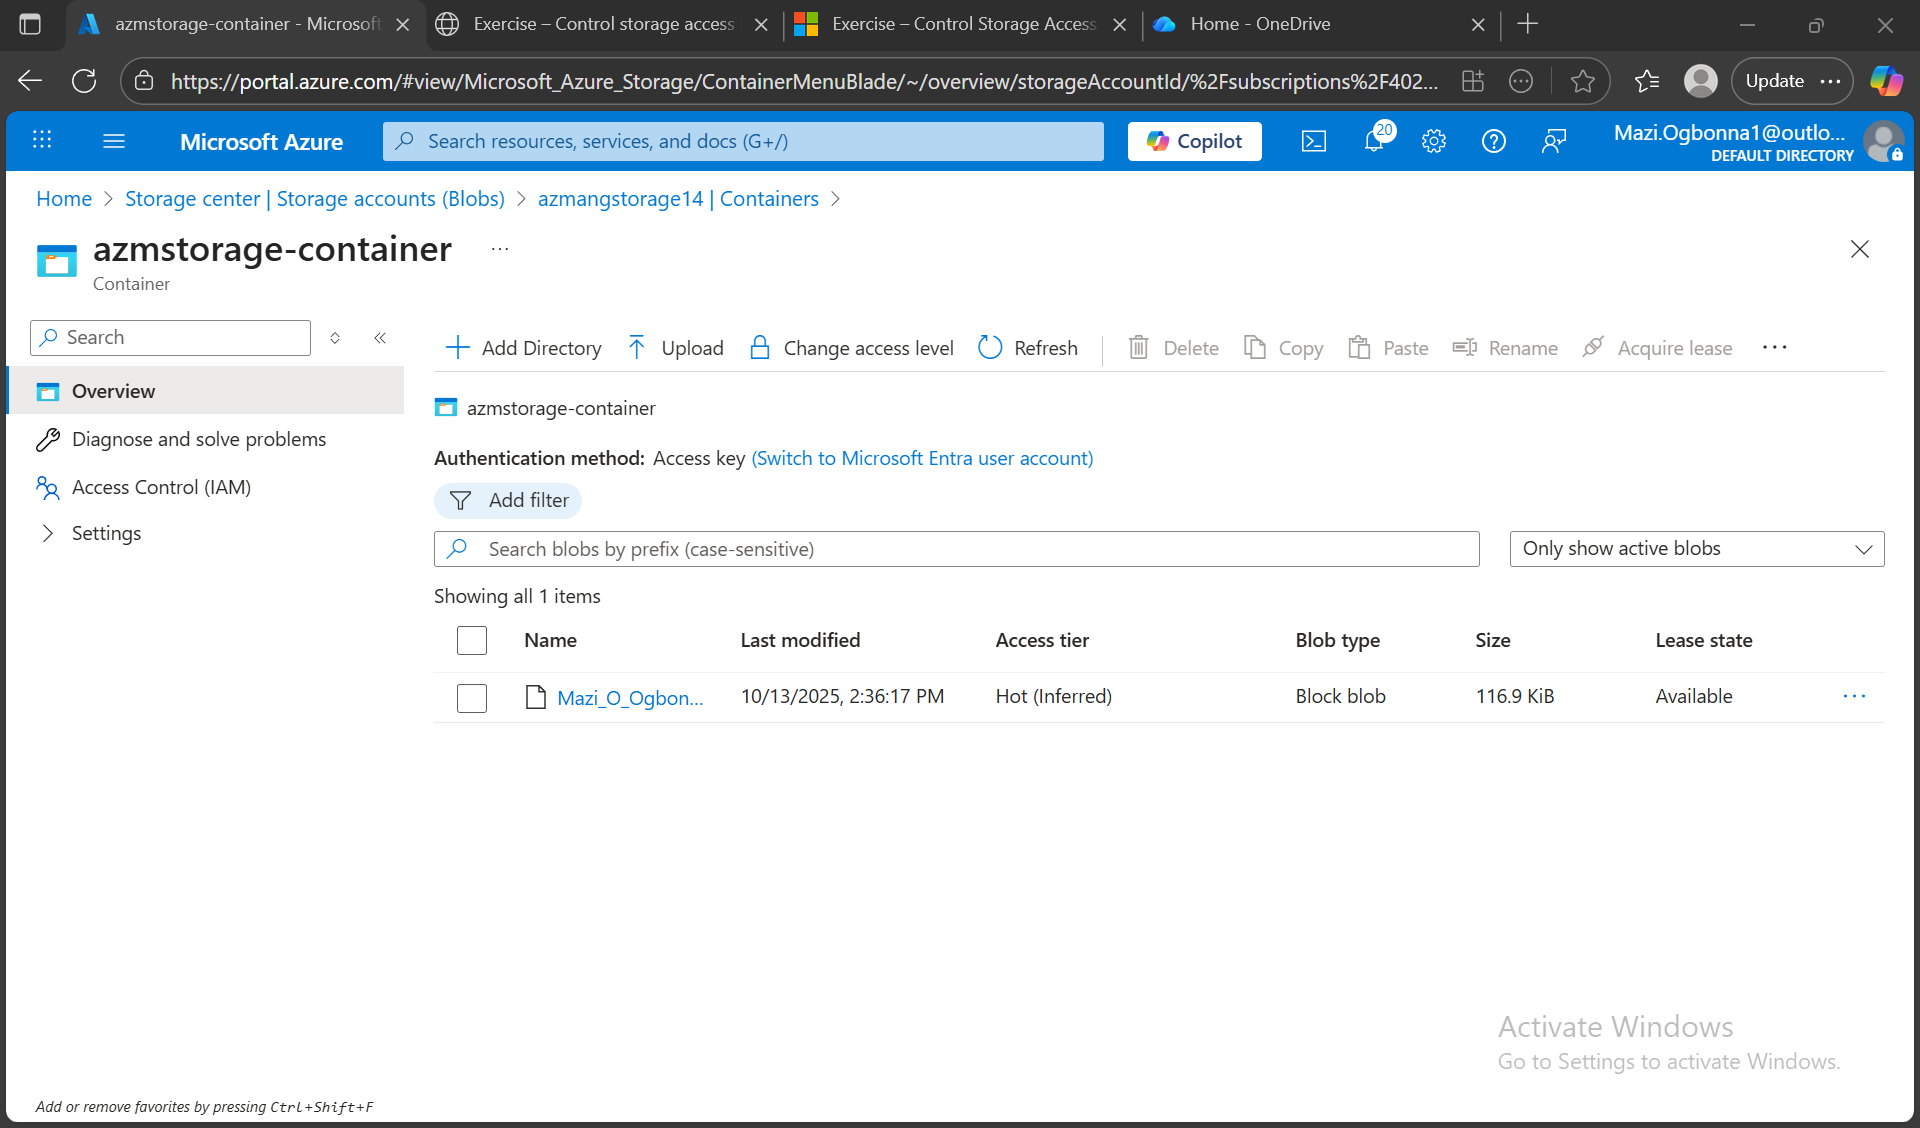 azmstorage-container - Microsoft
Exercise – Control storage access
Exercise – Control Storage Access
Home - OneDrive
https://portal.azure.com/#view/Microsoft_Azure_Storage/ContainerMenuBlade/~/overview/storageAccountId/%2Fsubscriptions%2F402...
Update
Microsoft Azure
Search resources, services, and docs (G+/)
Copilot
20
Mazi.Ogbonna1@outlo...
DEFAULT DIRECTORY
Home > Storage center | Storage accounts (Blobs) > azmangstorage14 | Containers >
azmstorage-container ...
Container
Search
Add Directory Upload Change access level Refresh Delete Copy Paste Rename Acquire lease ...
Overview
Diagnose and solve problems
Access Control (IAM)
Settings
azmstorage-container
Authentication method: Access key (Switch to Microsoft Entra user account)
Add filter
Search blobs by prefix (case-sensitive)
Only show active blobs
Showing all 1 items
Name Last modified Access tier Blob type Size Lease state
Mazi_O_Ogbon... 10/13/2025, 2:36:17 PM Hot (Inferred) Block blob 116.9 KiB Available ...
Activate Windows
Go to Settings to activate Windows.
Add or remove favorites by pressing Ctrl+Shift+F